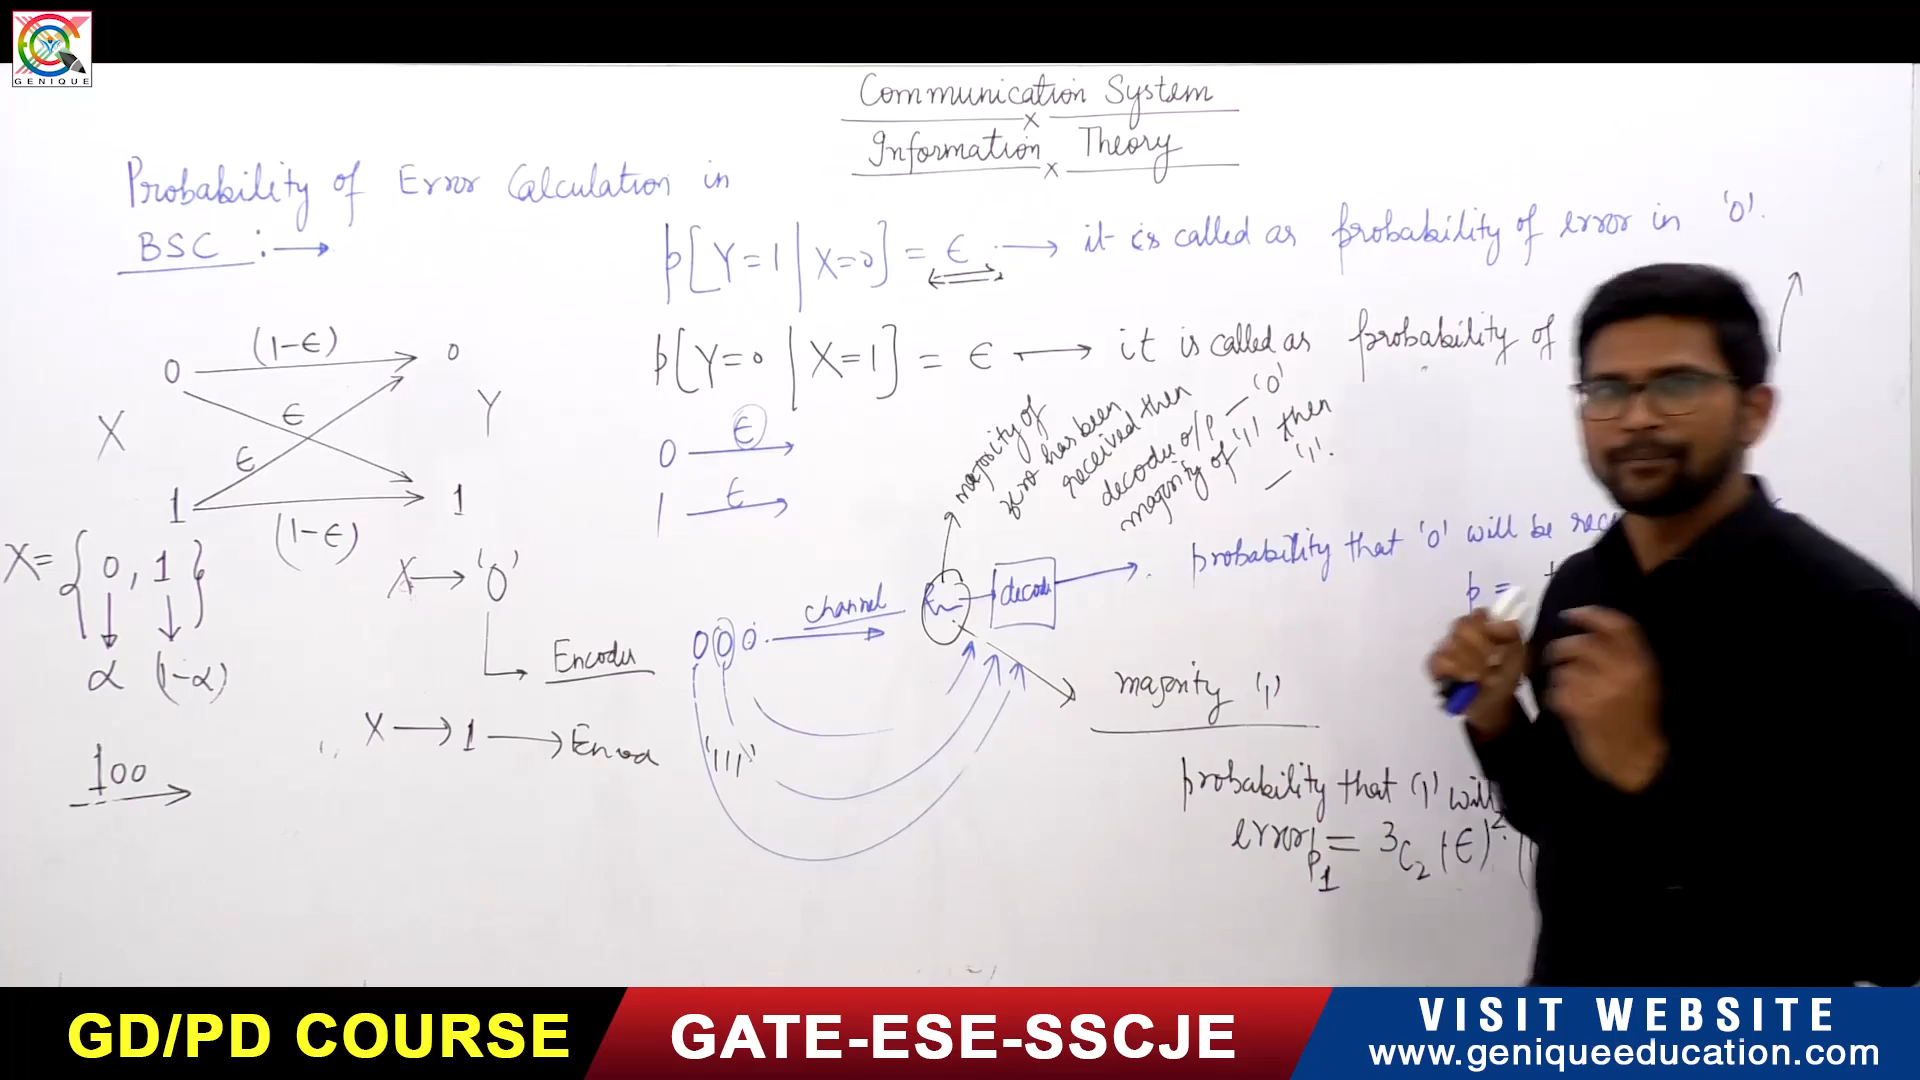 GENIQUE
Communication System
x
Information Theory
x
Probability of Error Calculation in
BSC :→
p[Y=1 | X=0] = ϵ → it is called as probability of error in '0'.
p[Y=0 | X=1] = ϵ → it is called as probability of
0 (1-ϵ) 0
X ϵ Y
ϵ
1 (1-ϵ) 1
0 ϵ →
1 ϵ →
majority of
zero has been
received then
decode o/p — '0'
majority of '1' then
— '1'.
X = {0, 1}
α (1-α)
X → '0'
Encoder
000. channel → decode → probability that '0' will be rec
p =
X → 1 → Encod '111'
100
majority '1'
probability that '1' will
error
P1 = 3C2 (ϵ)2
GD/PD COURSE
GATE-ESE-SSCJE
VISIT WEBSITE
www.geniqueeducation.com